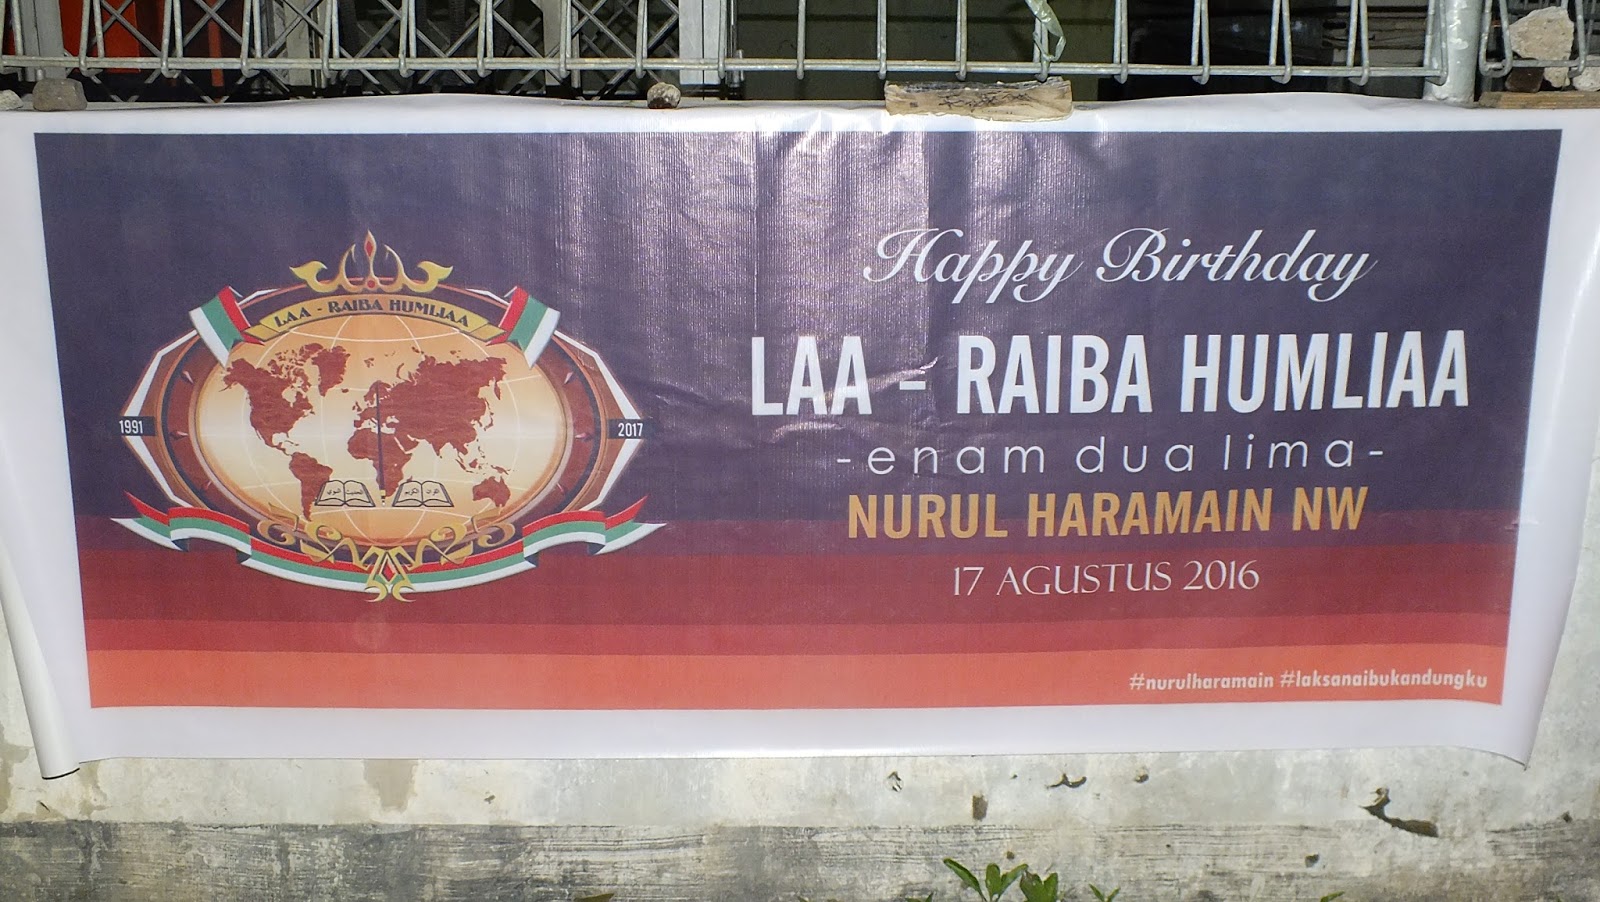 LAA - RAIBA HUMLIAA
1991
2017
Happy Birthday
LAA - RAIBA HUMLIAA
-enam dua lima-
NURUL HARAMAIN NW
17 AGUSTUS 2016
#nurulharamain #laksanaibukandungku